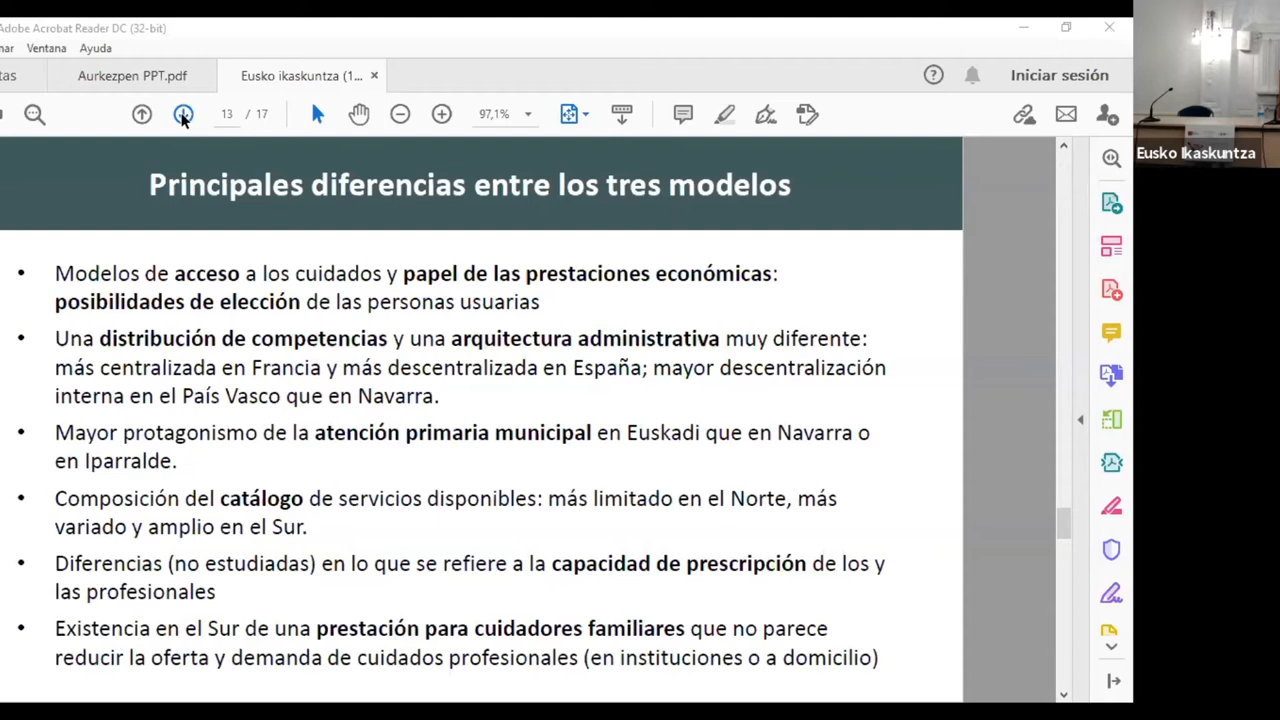 Adobe Acrobat Reader DC (32-bit)
nar Ventana Ayuda
tas Aurkezpen PPT.pdf Eusko ikaskuntza (1... × Iniciar sesión
13 / 17 97,1%
Eusko Ikaskuntza
Principales diferencias entre los tres modelos
• Modelos de acceso a los cuidados y papel de las prestaciones económicas:
posibilidades de elección de las personas usuarias
• Una distribución de competencias y una arquitectura administrativa muy diferente:
más centralizada en Francia y más descentralizada en España; mayor descentralización
interna en el País Vasco que en Navarra.
• Mayor protagonismo de la atención primaria municipal en Euskadi que en Navarra o
en Iparralde.
• Composición del catálogo de servicios disponibles: más limitado en el Norte, más
variado y amplio en el Sur.
• Diferencias (no estudiadas) en lo que se refiere a la capacidad de prescripción de los y
las profesionales
• Existencia en el Sur de una prestación para cuidadores familiares que no parece
reducir la oferta y demanda de cuidados profesionales (en instituciones o a domicilio)